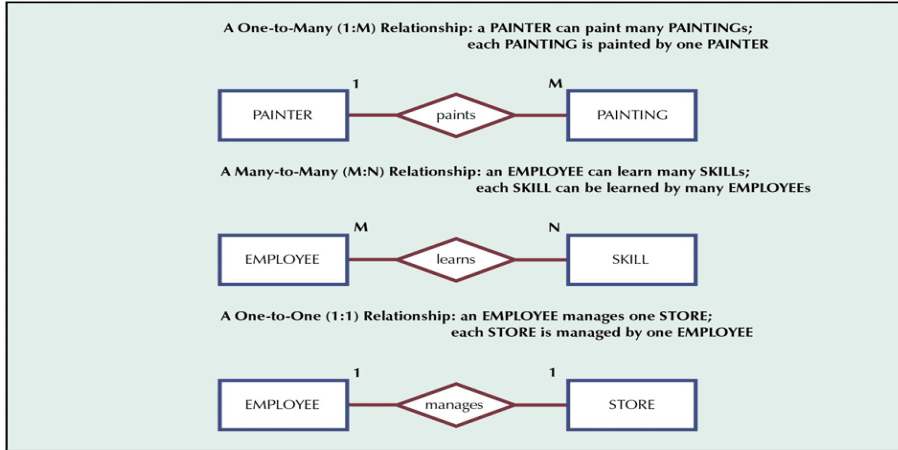 A One-to-Many (1:M) Relationship: a PAINTER can paint many PAINTINGs;
each PAINTING is painted by one PAINTER
1 M
PAINTER paints PAINTING
A Many-to-Many (M:N) Relationship: an EMPLOYEE can learn many SKILLs;
each SKILL can be learned by many EMPLOYEEs
M N
EMPLOYEE learns SKILL
A One-to-One (1:1) Relationship: an EMPLOYEE manages one STORE;
each STORE is managed by one EMPLOYEE
1 1
EMPLOYEE manages STORE